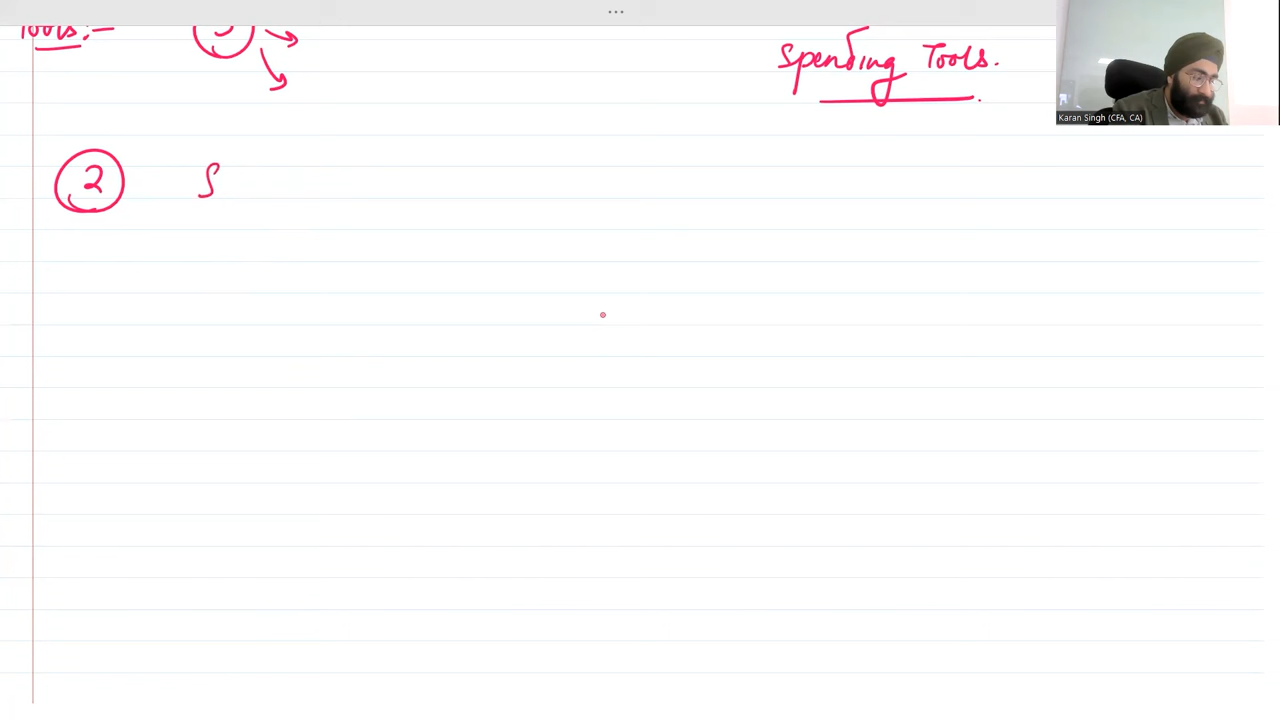 Tools :-
Spending Tools.
Karan Singh (CFA, CA)
2 S